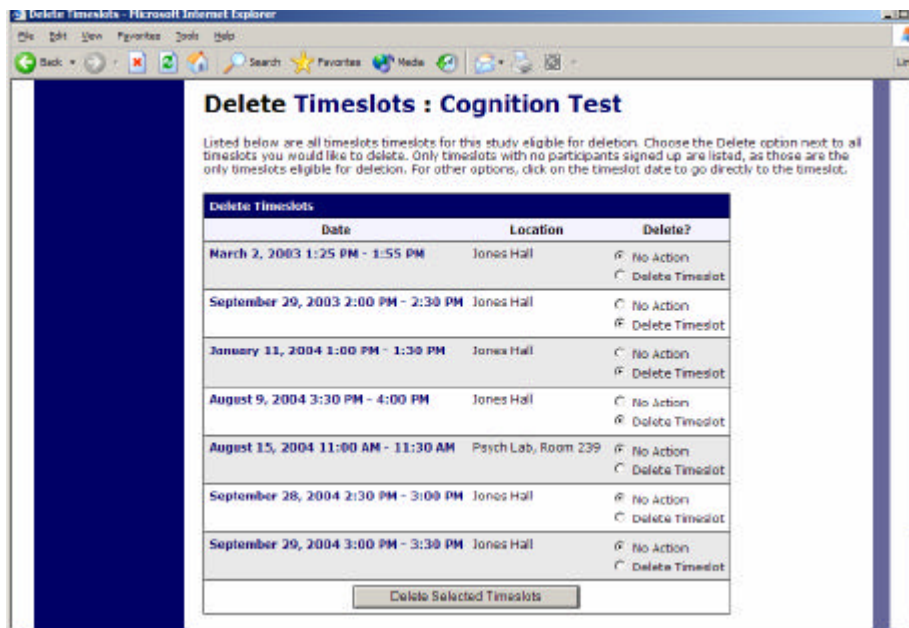 Delete Timeslots - Microsoft Internet Explorer
File Edit View Favorites Tools Help
Back Search Favorites Media
Delete Timeslots : Cognition Test
Listed below are all timeslots timeslots for this study eligible for deletion. Choose the Delete option next to all
timeslots you would like to delete. Only timeslots with no participants signed up are listed, as those are the
only timeslots eligible for deletion. For other options, click on the timeslot date to go directly to the timeslot.
Delete Timeslots
Date Location Delete?
March 2, 2003 1:25 PM - 1:55 PM Jones Hall No Action
Delete Timeslot
September 29, 2003 2:00 PM - 2:30 PM Jones Hall No Action
Delete Timeslot
January 11, 2004 1:00 PM - 1:30 PM Jones Hall No Action
Delete Timeslot
August 9, 2004 3:30 PM - 4:00 PM Jones Hall No Action
Delete Timeslot
August 15, 2004 11:00 AM - 11:30 AM Psych Lab, Room 239 No Action
Delete Timeslot
September 28, 2004 2:30 PM - 3:00 PM Jones Hall No Action
Delete Timeslot
September 29, 2004 3:00 PM - 3:30 PM Jones Hall No Action
Delete Timeslot
Delete Selected Timeslots